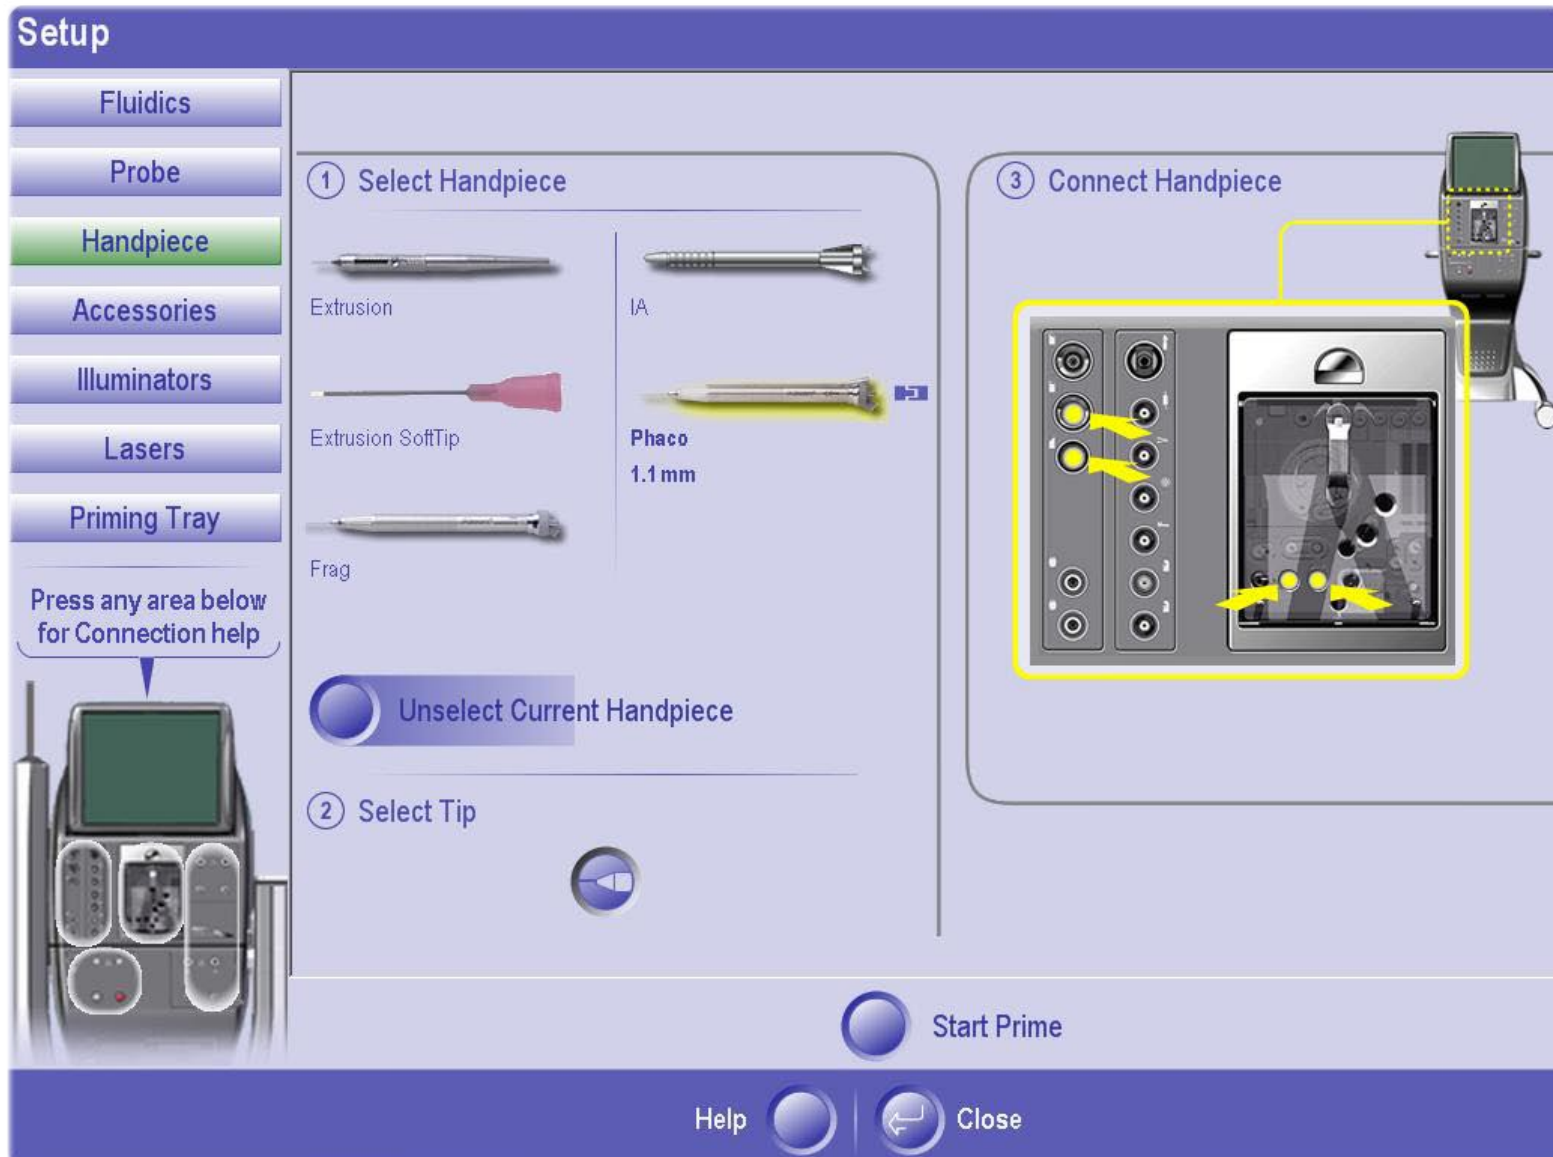 Setup
Fluidics
Probe
Handpiece
Accessories
Illuminators
Lasers
Priming Tray
Press any area below
for Connection help
1 Select Handpiece
Extrusion
IA
Extrusion SoftTip
Phaco
1.1 mm
Frag
Unselect Current Handpiece
2 Select Tip
3 Connect Handpiece
Start Prime
Help
Close